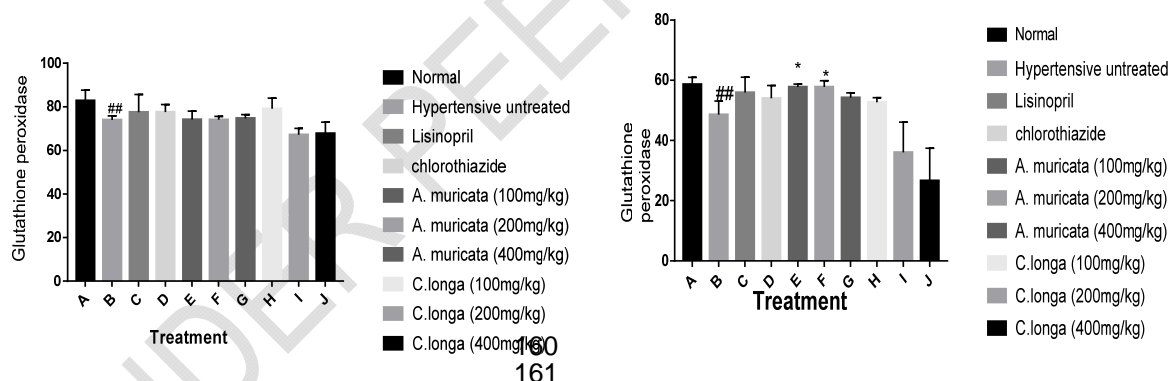 Glutathione peroxidase
100
80
60
40
20
0
##
A B C D E F G H I J
Treatment
Normal
Hypertensive untreated
Lisinopril
chlorothiazide
A. muricata (100mg/kg)
A. muricata (200mg/kg)
A. muricata (400mg/kg)
C.longa (100mg/kg)
C.longa (200mg/kg)
C.longa (400mg/kg)
160
161
Glutathione
peroxidase
80
60
40
20
0
##
* *
A B C D E F G H I J
Treatment
Normal
Hypertensive untreated
Lisinopril
chlorothiazide
A. muricata (100mg/kg)
A. muricata (200mg/kg)
A. muricata (400mg/kg)
C.longa (100mg/kg)
C.longa (200mg/kg)
C.longa (400mg/kg)
UNDER PEE